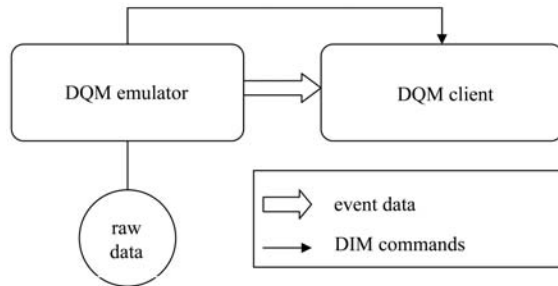 DQM emulator
DQM client
event data
raw
data
DIM commands